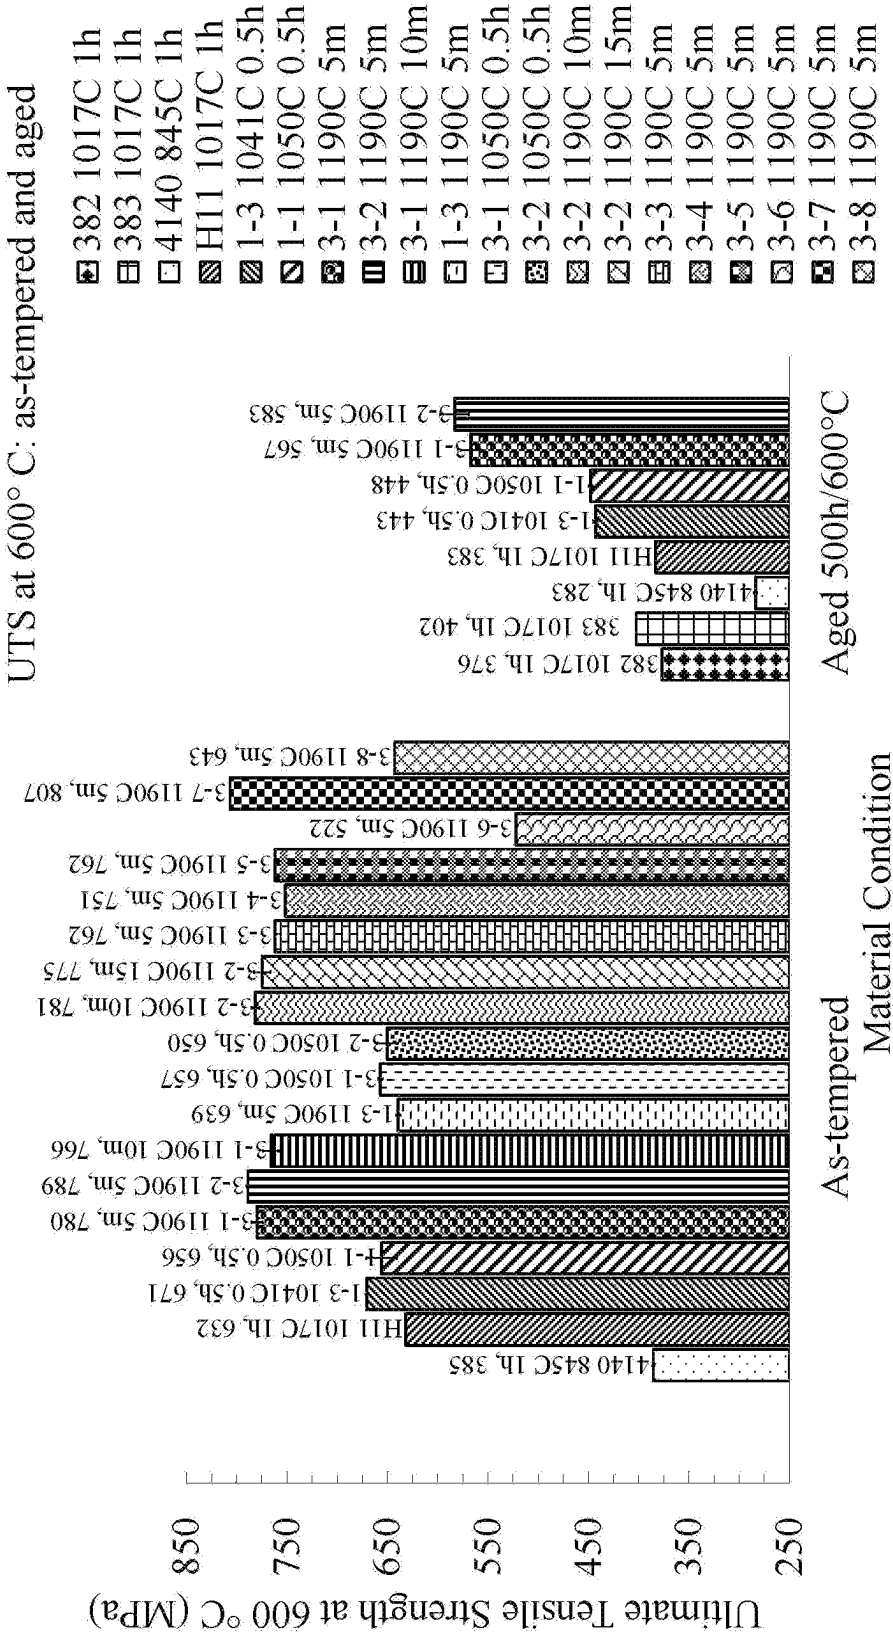 UTS at 600° C: as-tempered and aged
Ultimate Tensile Strength at 600 °C (MPa)
850
750
650
550
450
350
250
4140 845C 1h, 385
H11 1017C 1h, 632
1-3 1041C 0.5h, 671
1-1 1050C 0.5h, 656
3-1 1190C 5m, 780
3-2 1190C 5m, 789
3-1 1190C 10m, 766
1-3 1190C 5m, 639
3-1 1050C 0.5h, 657
3-2 1050C 0.5h, 650
3-2 1190C 10m, 781
3-2 1190C 15m, 775
3-3 1190C 5m, 762
3-4 1190C 5m, 751
3-5 1190C 5m, 762
3-6 1190C 5m, 522
3-7 1190C 5m, 807
3-8 1190C 5m, 643
382 1017C 1h, 376
383 1017C 1h, 402
4140 845C 1h, 283
H11 1017C 1h, 383
1-3 1041C 0.5h, 443
1-1 1050C 0.5h, 448
3-1 1190C 5m, 567
3-2 1190C 5m, 583
As-tempered
Aged 500h/600°C
Material Condition
382 1017C 1h
383 1017C 1h
4140 845C 1h
H11 1017C 1h
1-3 1041C 0.5h
1-1 1050C 0.5h
3-1 1190C 5m
3-2 1190C 5m
3-1 1190C 10m
1-3 1190C 5m
3-1 1050C 0.5h
3-2 1050C 0.5h
3-2 1190C 10m
3-2 1190C 15m
3-3 1190C 5m
3-4 1190C 5m
3-5 1190C 5m
3-6 1190C 5m
3-7 1190C 5m
3-8 1190C 5m